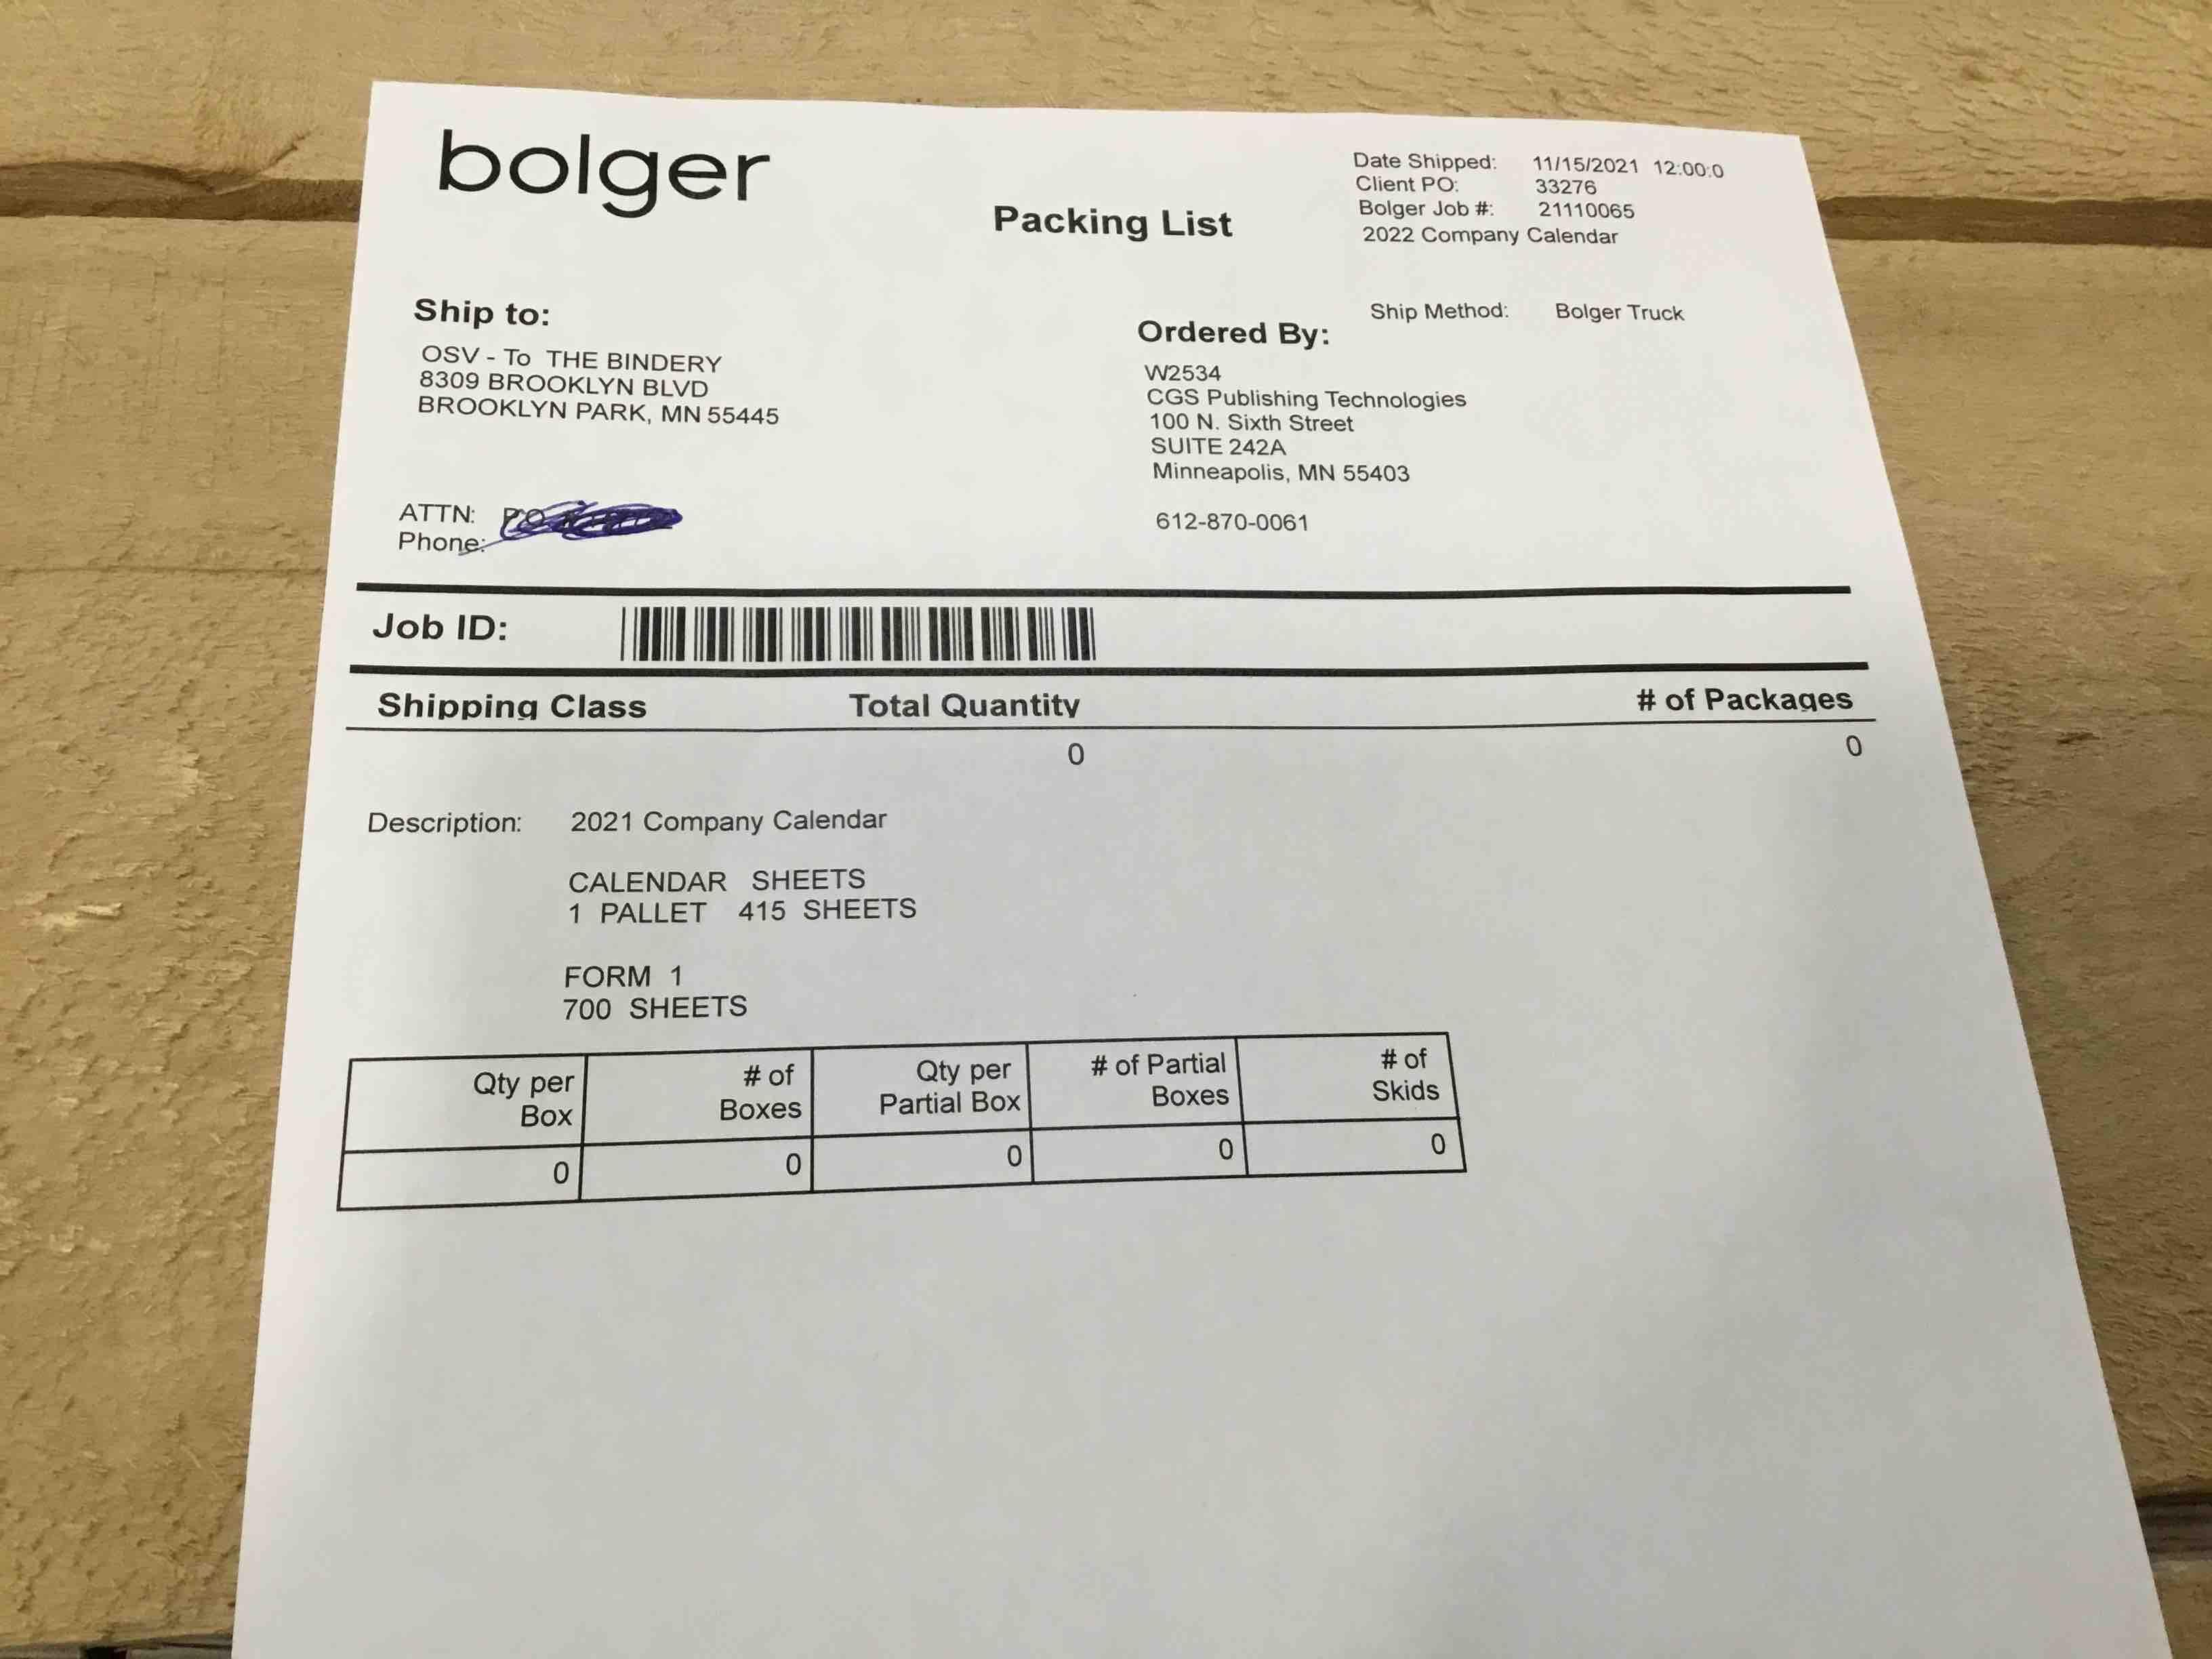 bolger
Packing List
Date Shipped: 11/15/2021 12:00:0
Client PO: 33276
Bolger Job #: 21110065
2022 Company Calendar
Ship Method: Bolger Truck
Ship to:
OSV - To THE BINDERY
8309 BROOKLYN BLVD
BROOKLYN PARK, MN 55445
ATTN:
Phone:
Ordered By:
W2534
CGS Publishing Technologies
100 N. Sixth Street
SUITE 242A
Minneapolis, MN 55403
612-870-0061
Job ID:
Shipping Class Total Quantity # of Packages
0 0
Description: 2021 Company Calendar
CALENDAR SHEETS
1 PALLET 415 SHEETS
FORM 1
700 SHEETS
Qty per Box # of Boxes Qty per Partial Box # of Partial Boxes # of Skids
0 0 0 0 0